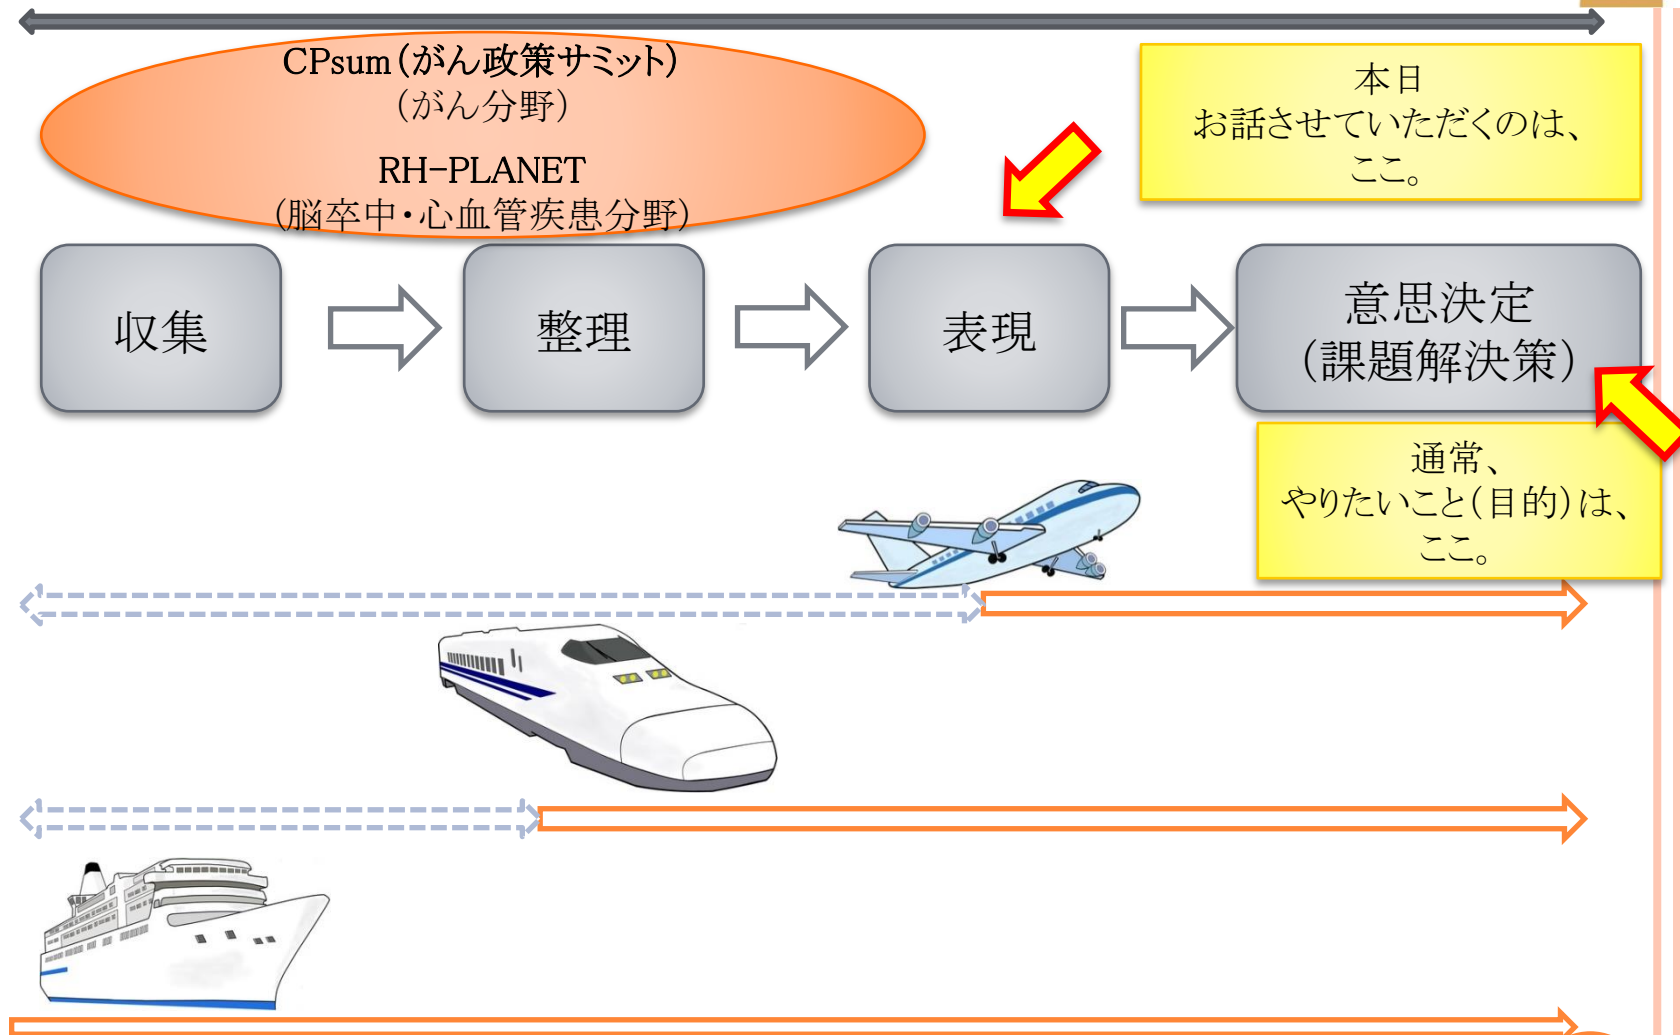 CPsum(がん政策サミット)
(がん分野)
RH-PLANET
(脳卒中・心血管疾患分野)
本日
お話させていただくのは、
ここ。
収集
整理
表現
意思決定
(課題解決策)
通常、
やりたいこと(目的)は、
ここ。